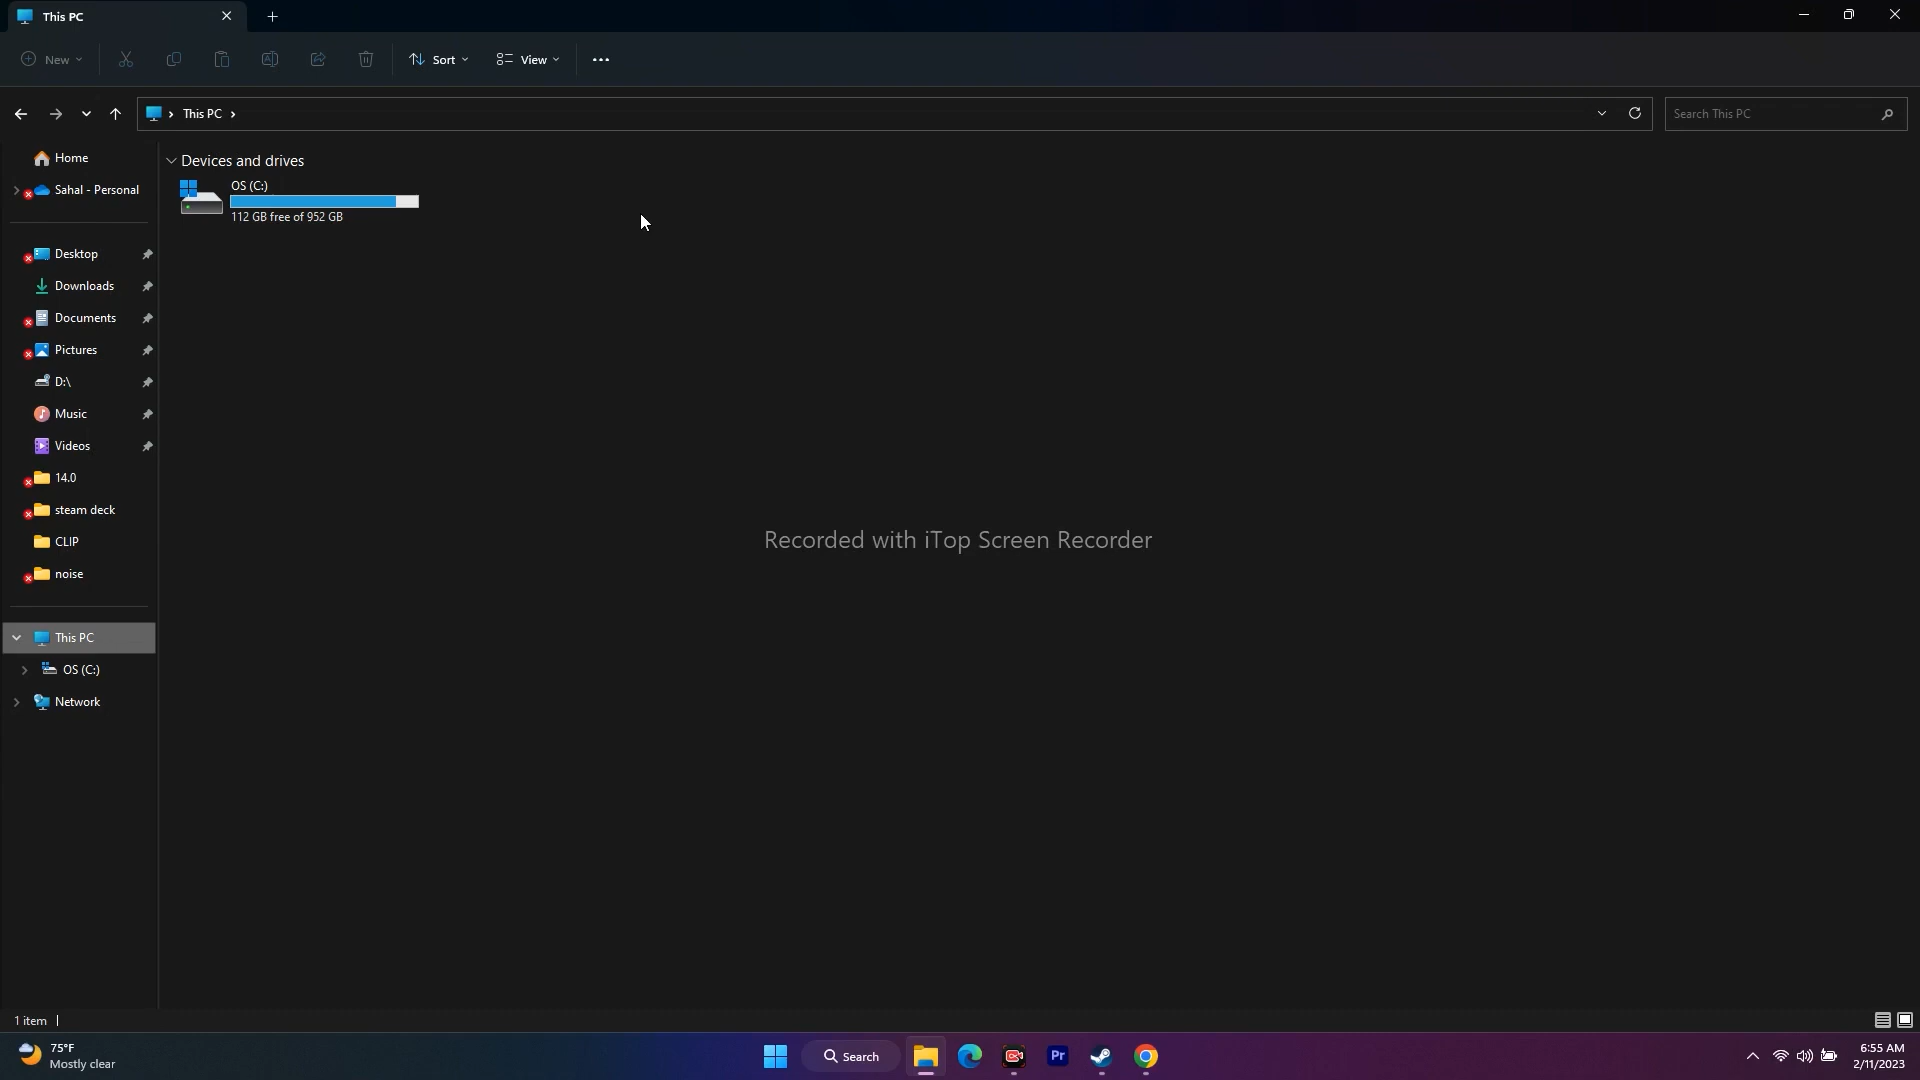 This PC
New
Sort
View
This PC
Search This PC
Home
Sahal - Personal
Desktop
Downloads
Documents
Pictures
D:\
Music
Videos
14.0
steam deck
CLIP
noise
This PC
OS (C:)
Network
Devices and drives
OS (C:)
112 GB free of 952 GB
Recorded with iTop Screen Recorder
1 item
75°F
Mostly clear
Search
Pr
6:55 AM
2/11/2023